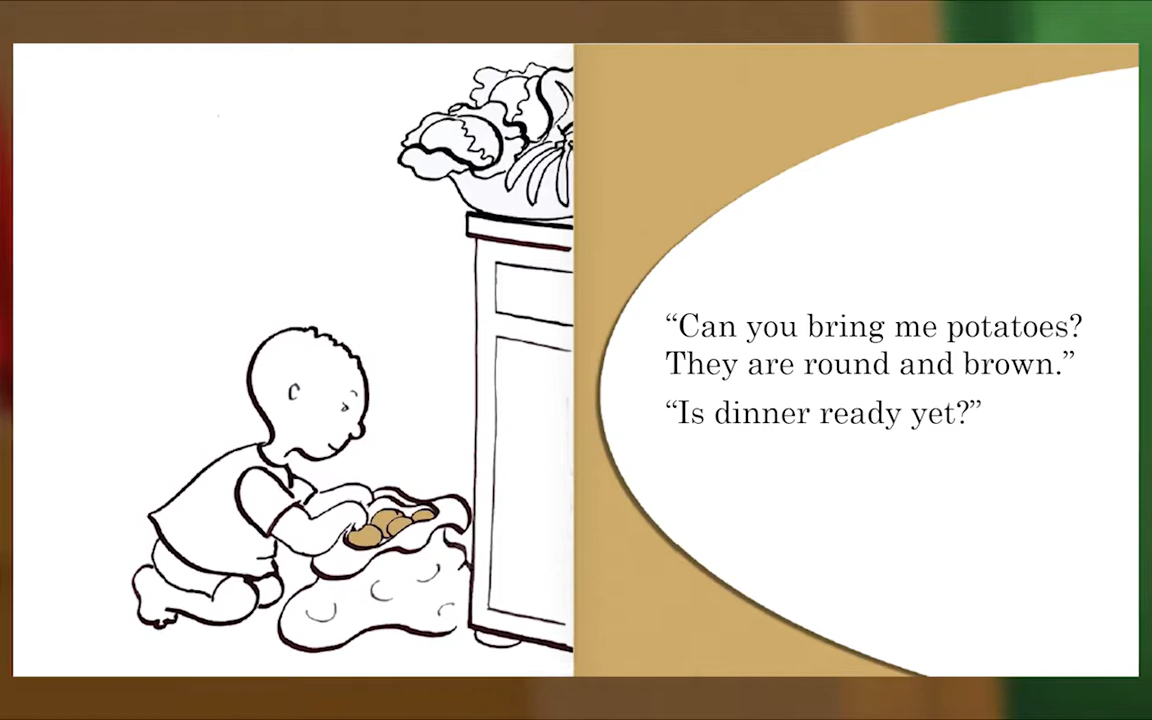 “Can you bring me potatoes?
They are round and brown.”
“Is dinner ready yet?”